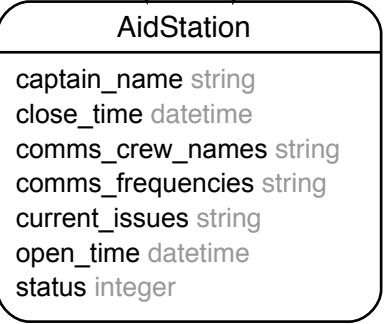 AidStation
captain_name string
close_time datetime
comms_crew_names string
comms_frequencies string
current_issues string
open_time datetime
status integer